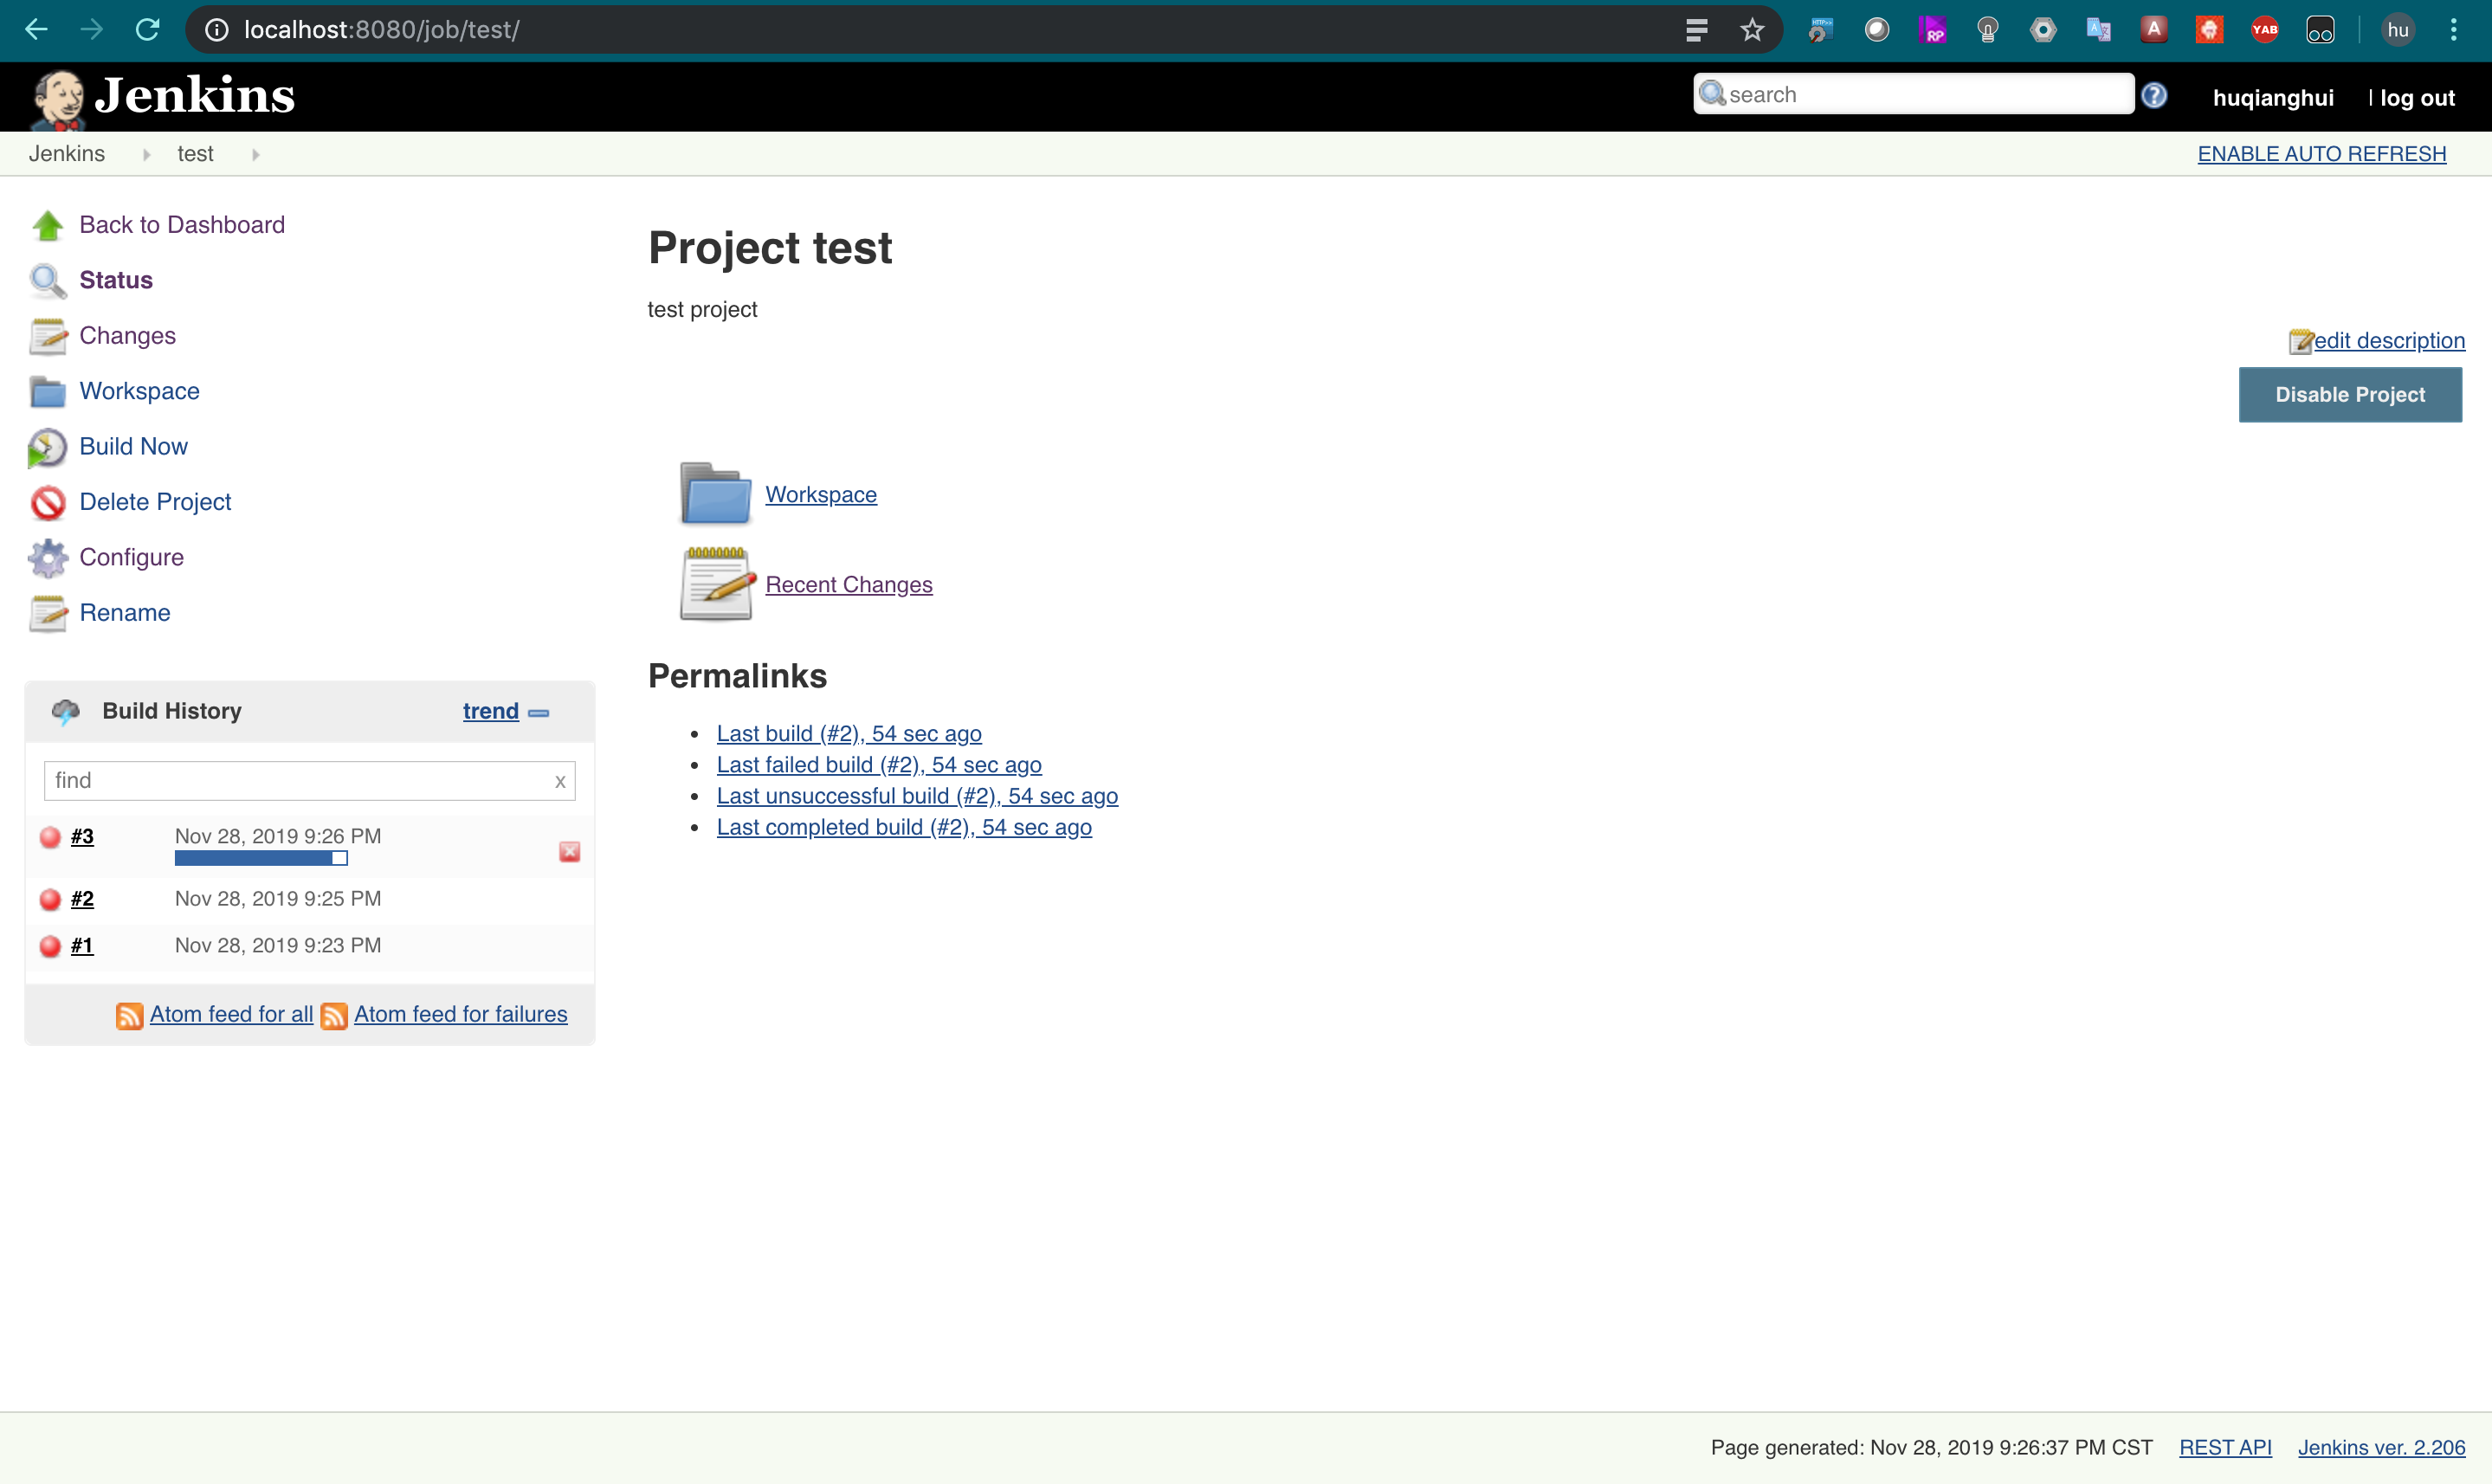 localhost:8080/job/test/
HTTP>>
RP
A
YAB
hu
Jenkins
search
huqianghui
| log out
Jenkins
test
ENABLE AUTO REFRESH
Back to Dashboard
Status
Changes
Workspace
Build Now
Delete Project
Configure
Rename
Build History
trend
find
x
#3
Nov 28, 2019 9:26 PM
#2
Nov 28, 2019 9:25 PM
#1
Nov 28, 2019 9:23 PM
Atom feed for all
Atom feed for failures
Project test
test project
edit description
Disable Project
Workspace
Recent Changes
Permalinks
Last build (#2), 54 sec ago
Last failed build (#2), 54 sec ago
Last unsuccessful build (#2), 54 sec ago
Last completed build (#2), 54 sec ago
Page generated: Nov 28, 2019 9:26:37 PM CST
REST API
Jenkins ver. 2.206